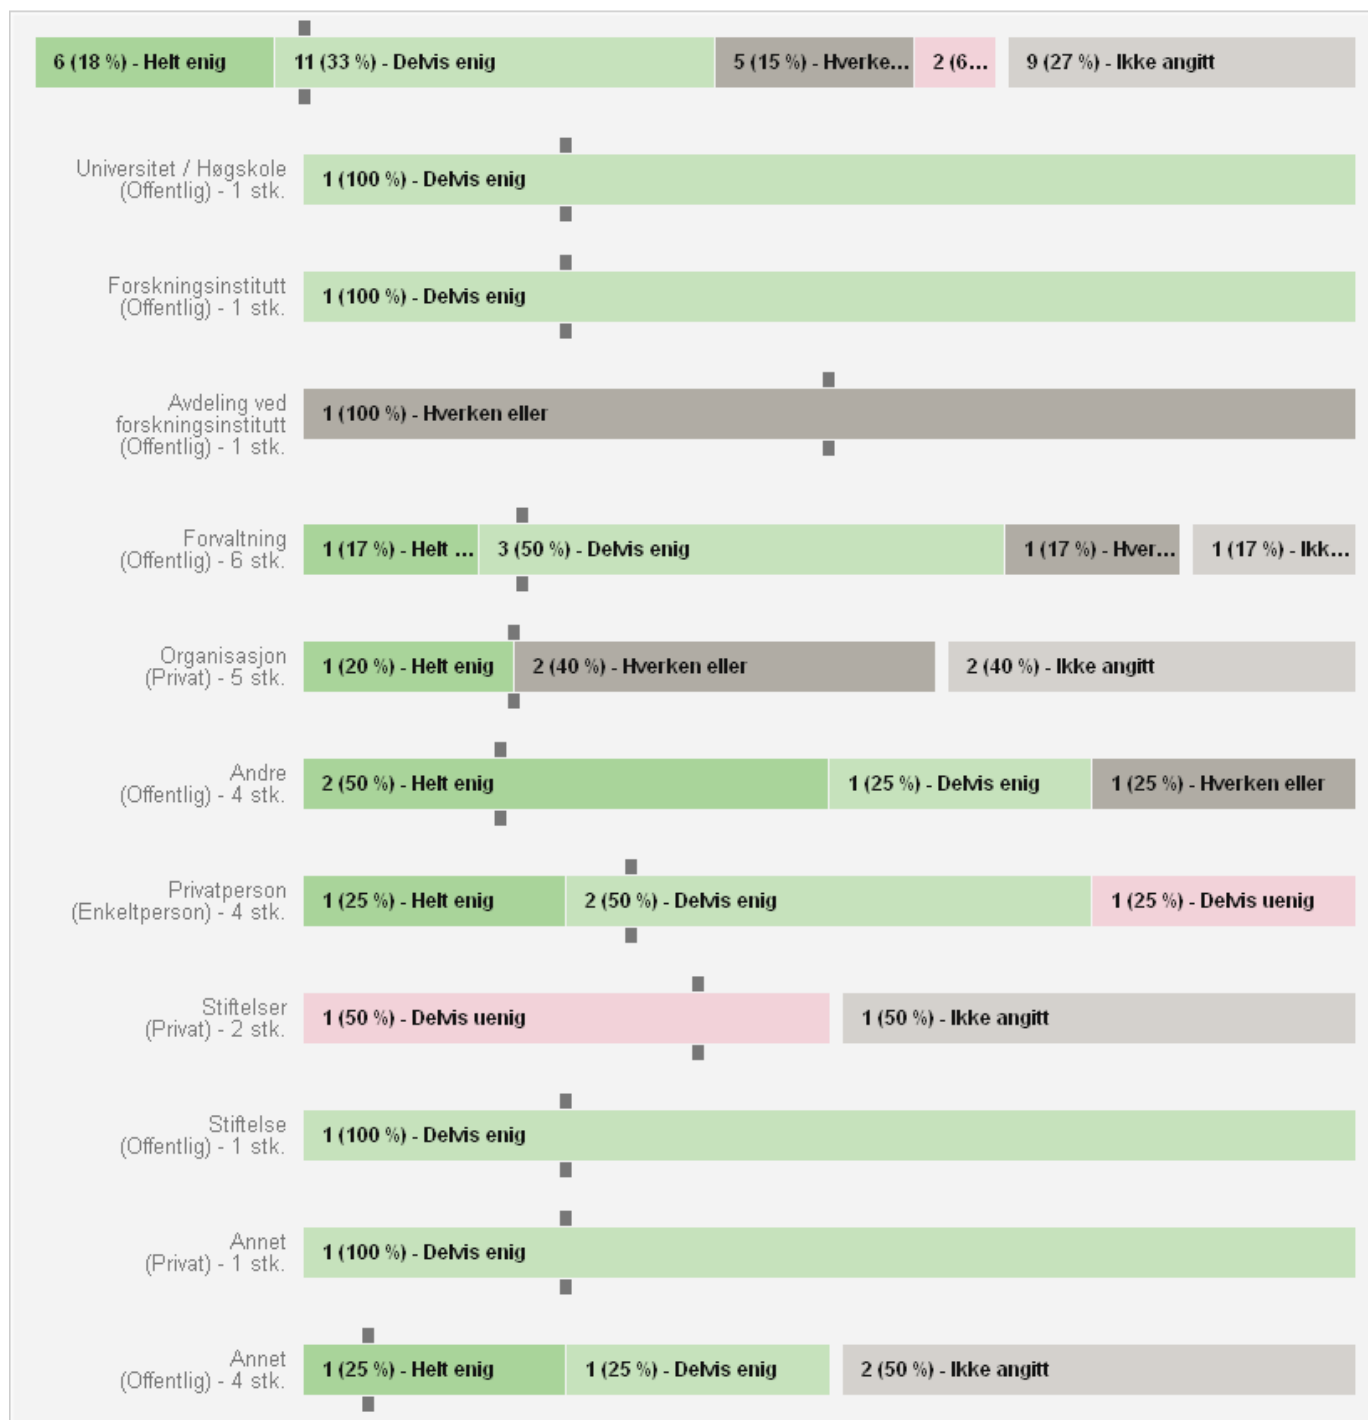 6 (18 %) - Helt enig 11 (33 %) - Delvis enig 5 (15 %) - Hverke... 2 (6... 9 (27 %) - Ikke angitt
Universitet / Høgskole
(Offentlig) - 1 stk.
1 (100 %) - Delvis enig
Forskningsinstitutt
(Offentlig) - 1 stk.
1 (100 %) - Delvis enig
Avdeling ved
forskningsinstitutt
(Offentlig) - 1 stk.
1 (100 %) - Hverken eller
Forvaltning
(Offentlig) - 6 stk.
1 (17 %) - Helt ... 3 (50 %) - Delvis enig 1 (17 %) - Hver... 1 (17 %) - Ikk...
Organisasjon
(Privat) - 5 stk.
1 (20 %) - Helt enig 2 (40 %) - Hverken eller 2 (40 %) - Ikke angitt
Andre
(Offentlig) - 4 stk.
2 (50 %) - Helt enig 1 (25 %) - Delvis enig 1 (25 %) - Hverken eller
Privatperson
(Enkeltperson) - 4 stk.
1 (25 %) - Helt enig 2 (50 %) - Delvis enig 1 (25 %) - Delvis uenig
Stiftelser
(Privat) - 2 stk.
1 (50 %) - Delvis uenig 1 (50 %) - Ikke angitt
Stiftelse
(Offentlig) - 1 stk.
1 (100 %) - Delvis enig
Annet
(Privat) - 1 stk.
1 (100 %) - Delvis enig
Annet
(Offentlig) - 4 stk.
1 (25 %) - Helt enig 1 (25 %) - Delvis enig 2 (50 %) - Ikke angitt